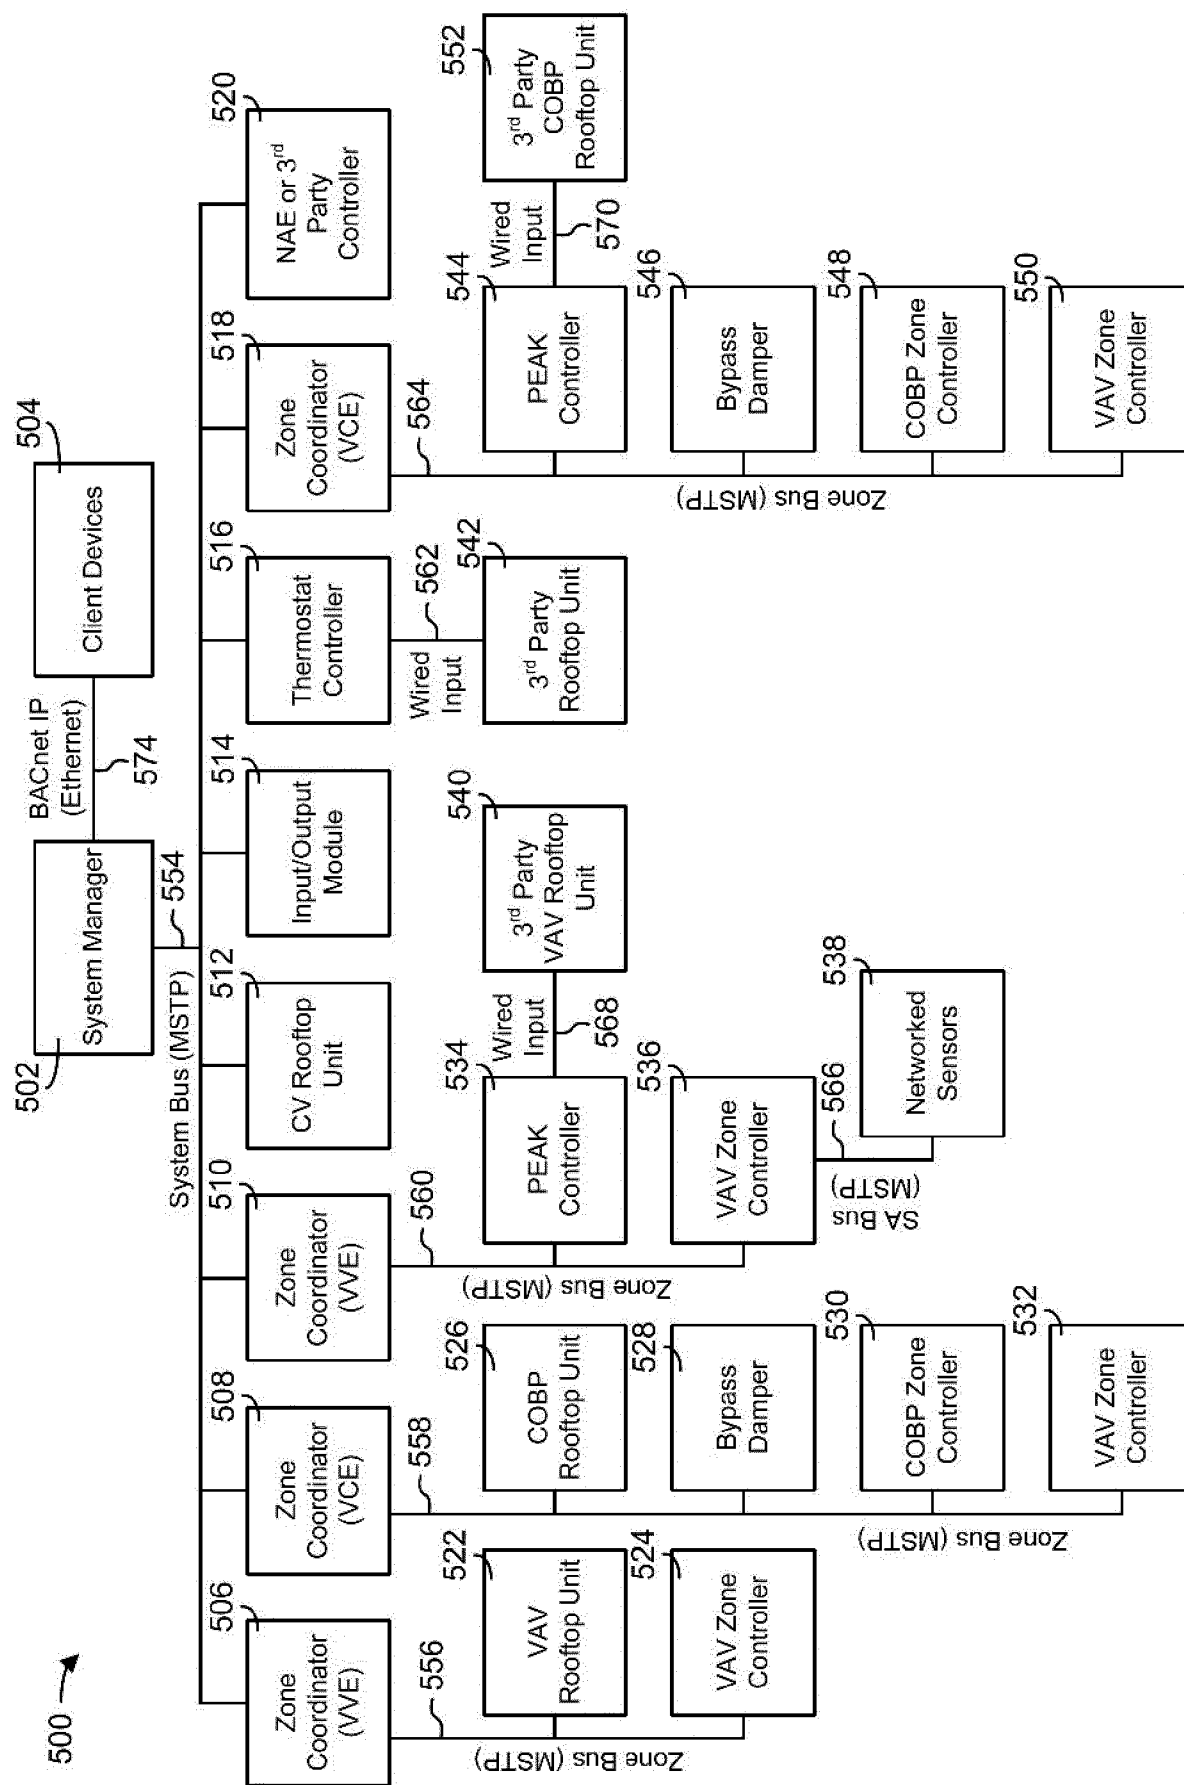 500
502
System Manager
BACnet IP
(Ethernet)
574
504
Client Devices
554
System Bus (MSTP)
506
Zone
Coordinator
(VVE)
508
Zone
Coordinator
(VCE)
510
Zone
Coordinator
(VVE)
512
CV Rooftop
Unit
514
Input/Output
Module
516
Thermostat
Controller
518
Zone
Coordinator
(VCE)
520
NAE or 3rd
Party
Controller
556
Zone Bus (MSTP)
522
VAV
Rooftop Unit
524
VAV Zone
Controller
558
Zone Bus (MSTP)
526
COBP
Rooftop Unit
528
Bypass
Damper
530
COBP Zone
Controller
532
VAV Zone
Controller
560
Zone Bus (MSTP)
534
PEAK
Controller
Wired
Input
568
540
3rd Party
VAV Rooftop
Unit
536
VAV Zone
Controller
SA Bus
(MSTP)
566
538
Networked
Sensors
Wired
Input
562
542
3rd Party
Rooftop Unit
564
Zone Bus (MSTP)
544
PEAK
Controller
Wired
Input
570
552
3rd Party
COBP
Rooftop Unit
546
Bypass
Damper
548
COBP Zone
Controller
550
VAV Zone
Controller